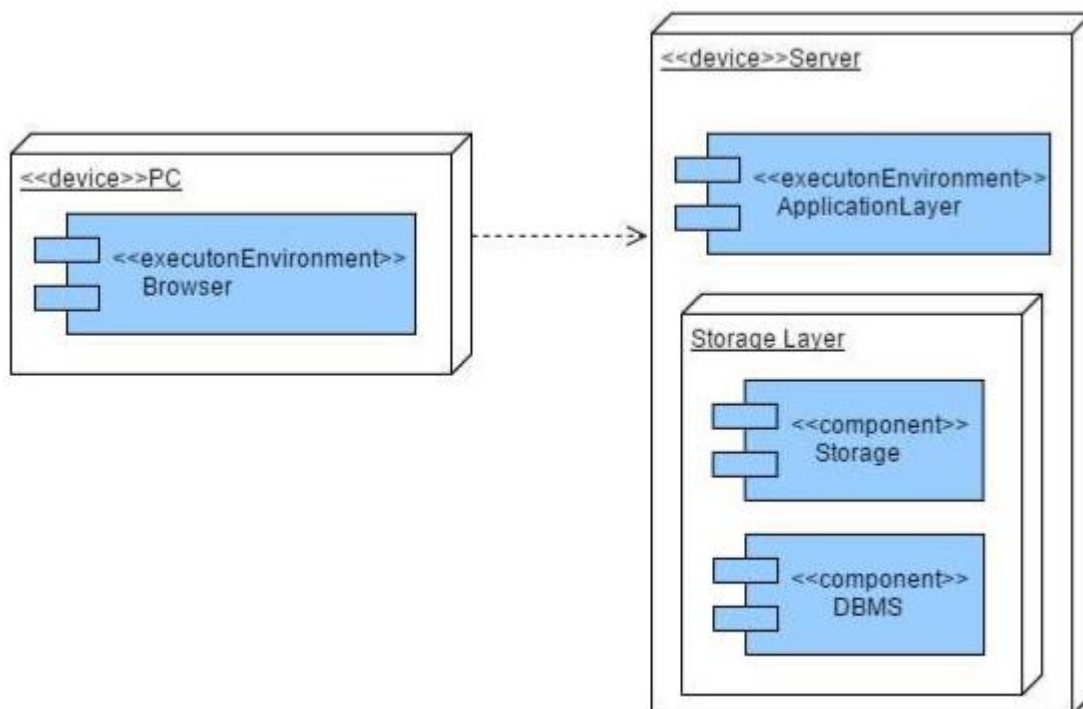 <<device>>PC
<<executonEnvironment>>
Browser
<<device>>Server
<<executonEnvironment>>
ApplicationLayer
Storage Layer
<<component>>
Storage
<<component>>
DBMS